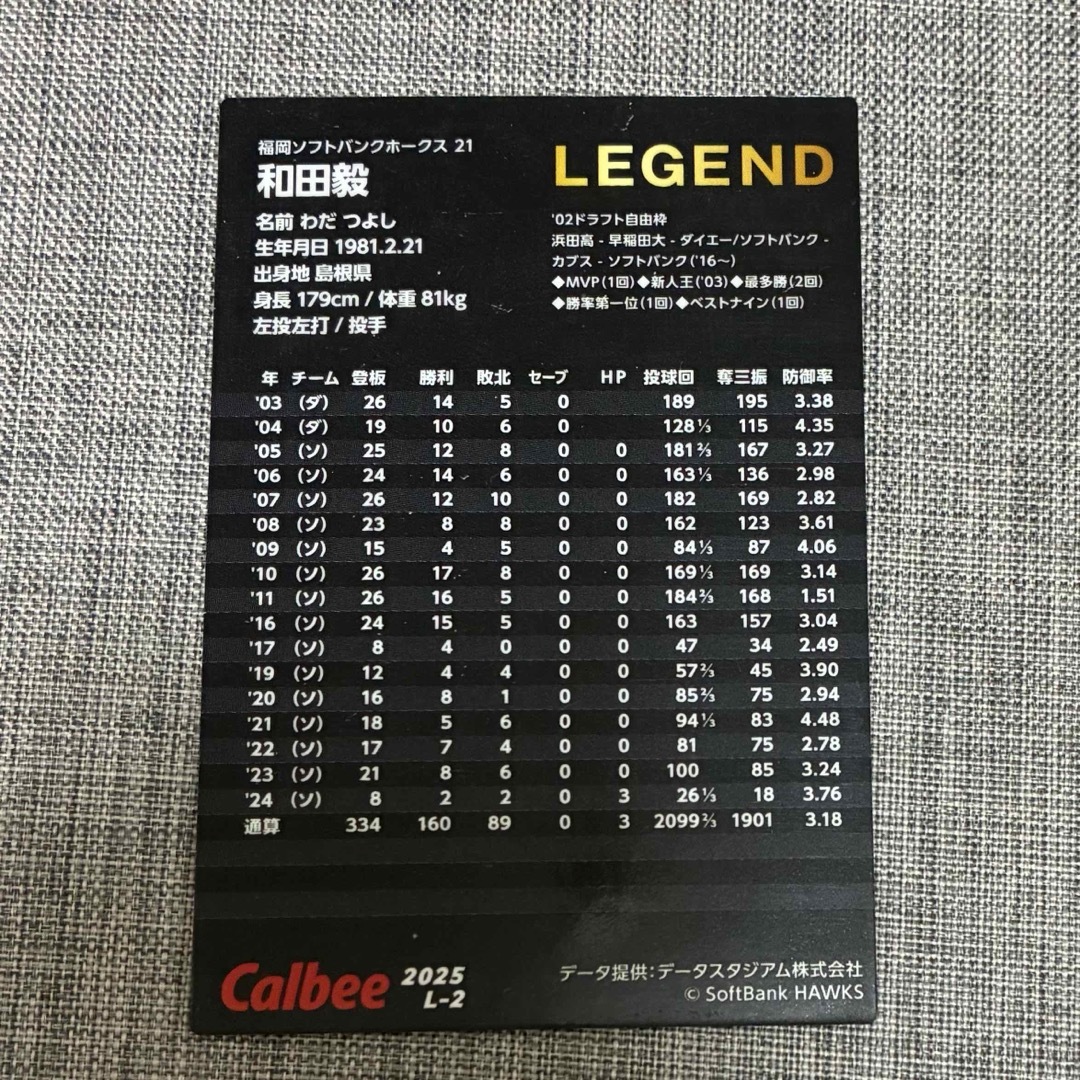 福岡ソフトバンクホークス 21
和田毅
名前 わだ つよし
生年月日 1981.2.21
出身地 島根県
身長 179cm / 体重 81kg
左投左打 / 投手
LEGEND
'02ドラフト自由枠
浜田高 - 早稲田大 - ダイエー/ソフトバンク -
カブス - ソフトバンク('16～)
◆MVP(1回)◆新人王('03)◆最多勝(2回)
◆勝率第一位(1回)◆ベストナイン(1回)
年 チーム 登板 勝利 敗北 セーブ HP 投球回 奪三振 防御率
'03 (ダ) 26 14 5 0 189 195 3.38
'04 (ダ) 19 10 6 0 128⅓ 115 4.35
'05 (ソ) 25 12 8 0 0 181⅔ 167 3.27
'06 (ソ) 24 14 6 0 0 163⅓ 136 2.98
'07 (ソ) 26 12 10 0 0 182 169 2.82
'08 (ソ) 23 8 8 0 0 162 123 3.61
'09 (ソ) 15 4 5 0 0 84⅓ 87 4.06
'10 (ソ) 26 17 8 0 0 169⅓ 169 3.14
'11 (ソ) 26 16 5 0 0 184⅔ 168 1.51
'16 (ソ) 24 15 5 0 0 163 157 3.04
'17 (ソ) 8 4 0 0 0 47 34 2.49
'19 (ソ) 12 4 4 0 0 57⅔ 45 3.90
'20 (ソ) 16 8 1 0 0 85⅔ 75 2.94
'21 (ソ) 18 5 6 0 0 94⅓ 83 4.48
'22 (ソ) 17 7 4 0 0 81 75 2.78
'23 (ソ) 21 8 6 0 0 100 85 3.24
'24 (ソ) 8 2 2 0 3 26⅓ 18 3.76
通算 334 160 89 0 3 2099⅔ 1901 3.18
Calbee 2025
L-2
データ提供：データスタジアム株式会社
© SoftBank HAWKS